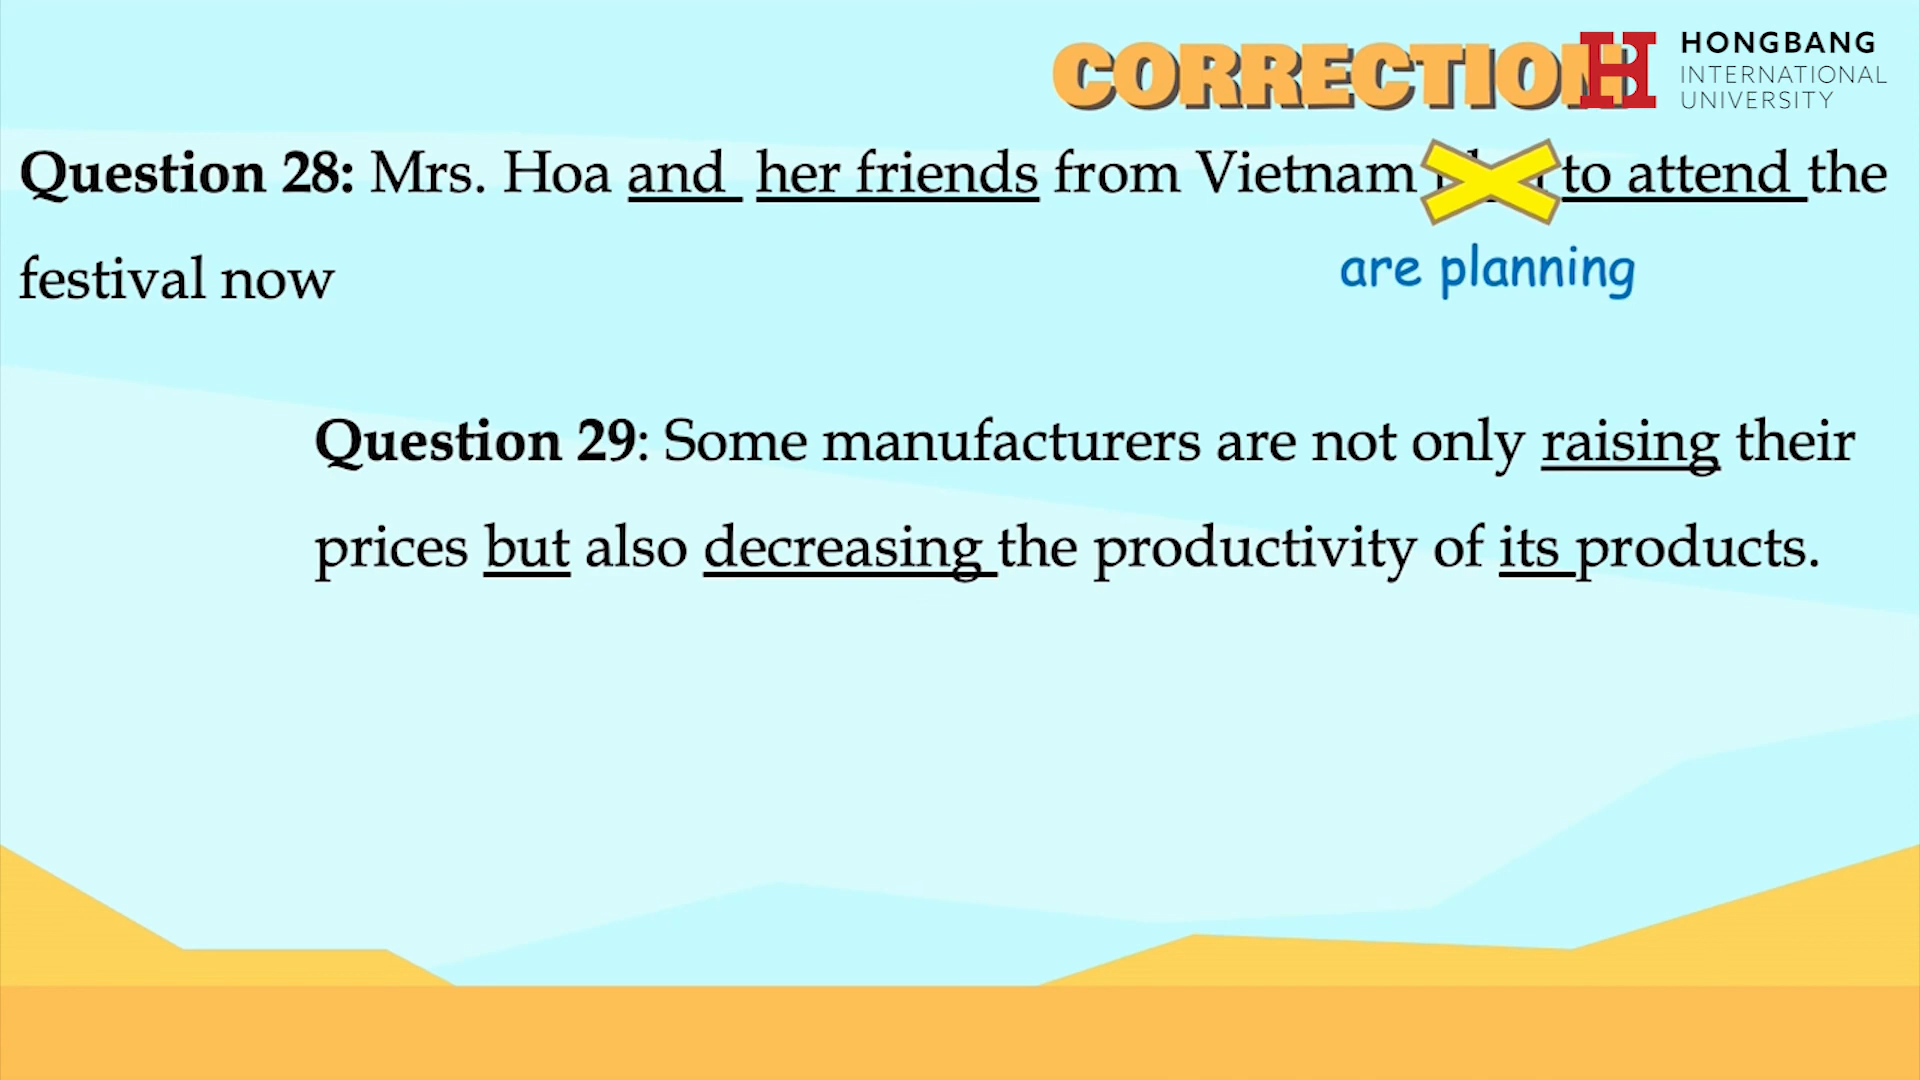 CORRECTION
HONGBANG
INTERNATIONAL
UNIVERSITY
Question 28: Mrs. Hoa and her friends from Vietnam to attend the
are planning
festival now
Question 29: Some manufacturers are not only raising their
prices but also decreasing the productivity of its products.